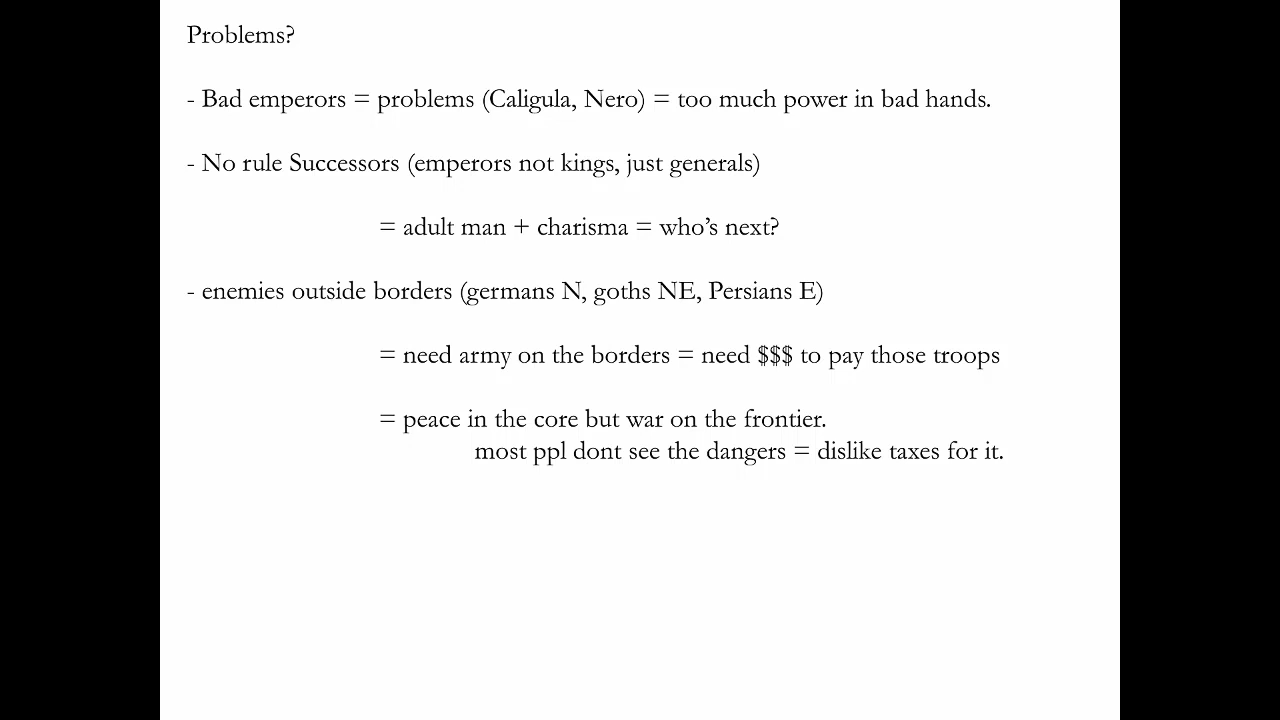 Problems?
- Bad emperors = problems (Caligula, Nero) = too much power in bad hands.
- No rule Successors (emperors not kings, just generals)
= adult man + charisma = who’s next?
- enemies outside borders (germans N, goths NE, Persians E)
= need army on the borders = need $$$ to pay those troops
= peace in the core but war on the frontier.
most ppl dont see the dangers = dislike taxes for it.